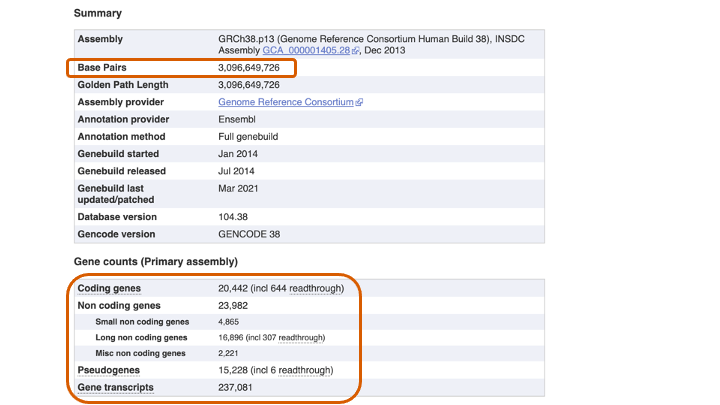 Summary
Assembly GRCh38.p13 (Genome Reference Consortium Human Build 38), INSDC
Assembly GCA_000001405.28, Dec 2013
Base Pairs 3,096,649,726
Golden Path Length 3,096,649,726
Assembly provider Genome Reference Consortium
Annotation provider Ensembl
Annotation method Full genebuild
Genebuild started Jan 2014
Genebuild released Jul 2014
Genebuild last Mar 2021
updated/patched
Database version 104.38
Gencode version GENCODE 38
Gene counts (Primary assembly)
Coding genes 20,442 (incl 644 readthrough)
Non coding genes 23,982
Small non coding genes 4,865
Long non coding genes 16,896 (incl 307 readthrough)
Misc non coding genes 2,221
Pseudogenes 15,228 (incl 6 readthrough)
Gene transcripts 237,081